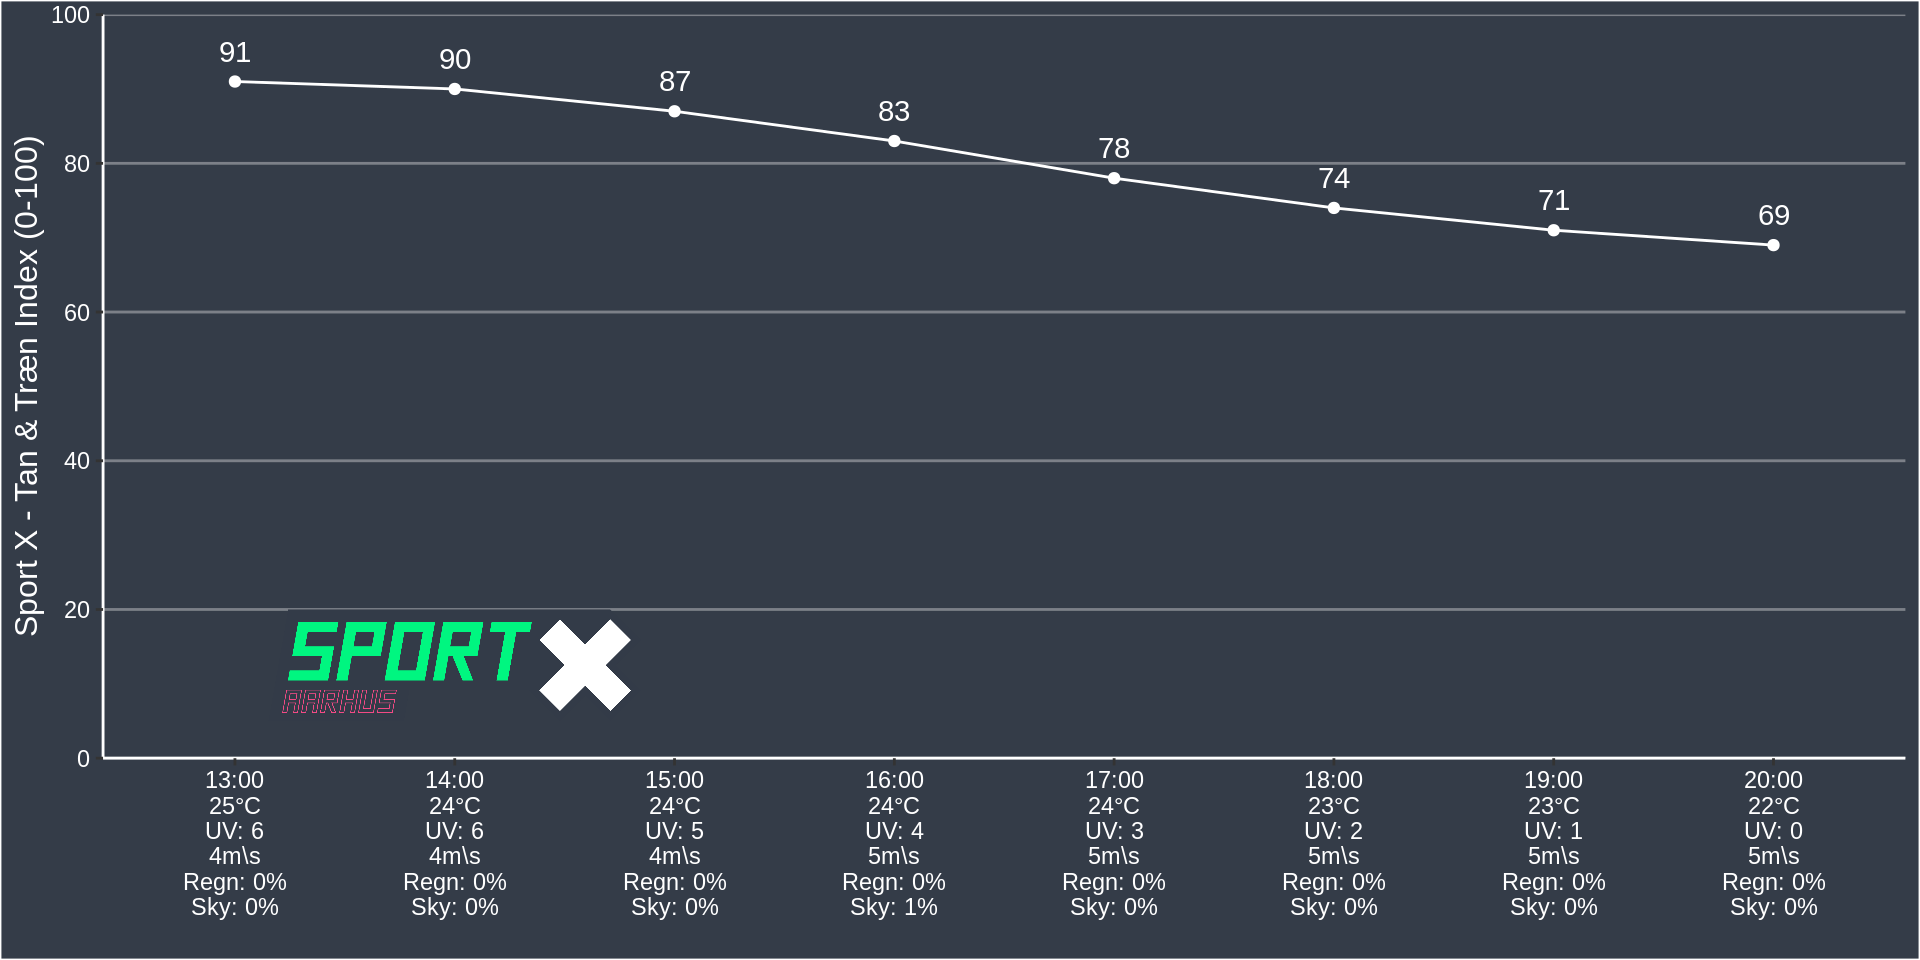 Sport X - Tan & Træn Index (0-100)
100
80
60
40
20
0
91
90
87
83
78
74
71
69
SPORT X
AARHUS
13:00 14:00 15:00 16:00 17:00 18:00 19:00 20:00
25°C 24°C 24°C 24°C 24°C 23°C 23°C 22°C
UV: 6 UV: 6 UV: 5 UV: 4 UV: 3 UV: 2 UV: 1 UV: 0
4m\s 4m\s 4m\s 5m\s 5m\s 5m\s 5m\s 5m\s
Regn: 0% Regn: 0% Regn: 0% Regn: 0% Regn: 0% Regn: 0% Regn: 0% Regn: 0%
Sky: 0% Sky: 0% Sky: 0% Sky: 1% Sky: 0% Sky: 0% Sky: 0% Sky: 0%